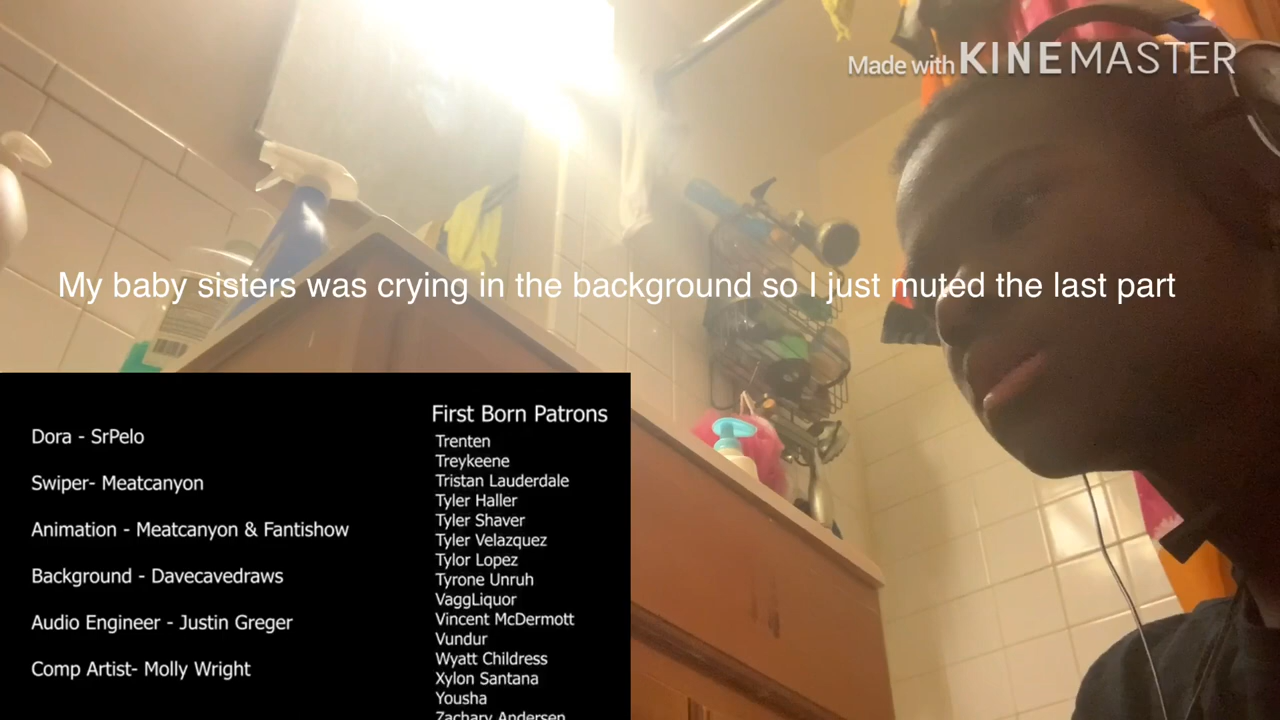 Made with KINEMASTER
My baby sisters was crying in the background so I just muted the last part
Dora - SrPelo
Swiper- Meatcanyon
Animation - Meatcanyon & Fantishow
Background - Davecavedraws
Audio Engineer - Justin Greger
Comp Artist- Molly Wright
First Born Patrons
Trenten
Treykeene
Tristan Lauderdale
Tyler Haller
Tyler Shaver
Tyler Velazquez
Tylor Lopez
Tyrone Unruh
VaggLiquor
Vincent McDermott
Vundur
Wyatt Childress
Xylon Santana
Yousha
Zachary Andersen